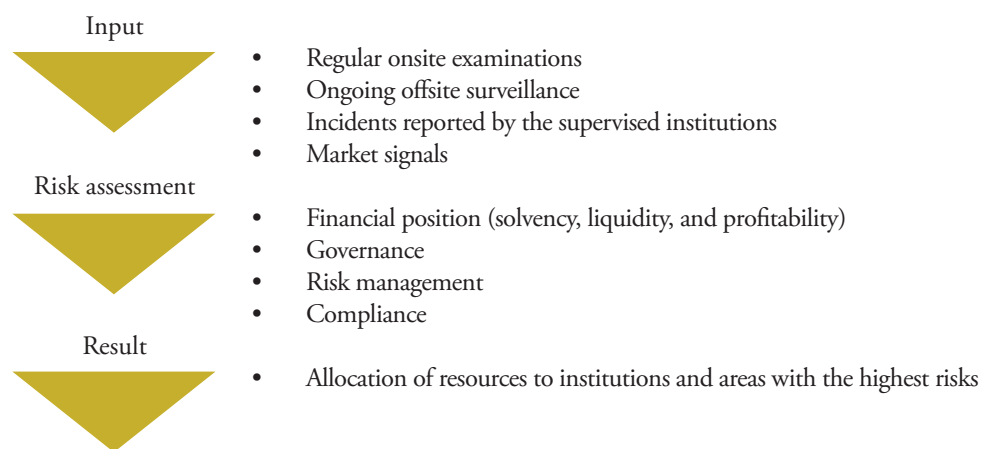 Input
• Regular onsite examinations
• Ongoing offsite surveillance
• Incidents reported by the supervised institutions
• Market signals
Risk assessment
• Financial position (solvency, liquidity, and profitability)
• Governance
• Risk management
• Compliance
Result
• Allocation of resources to institutions and areas with the highest risks